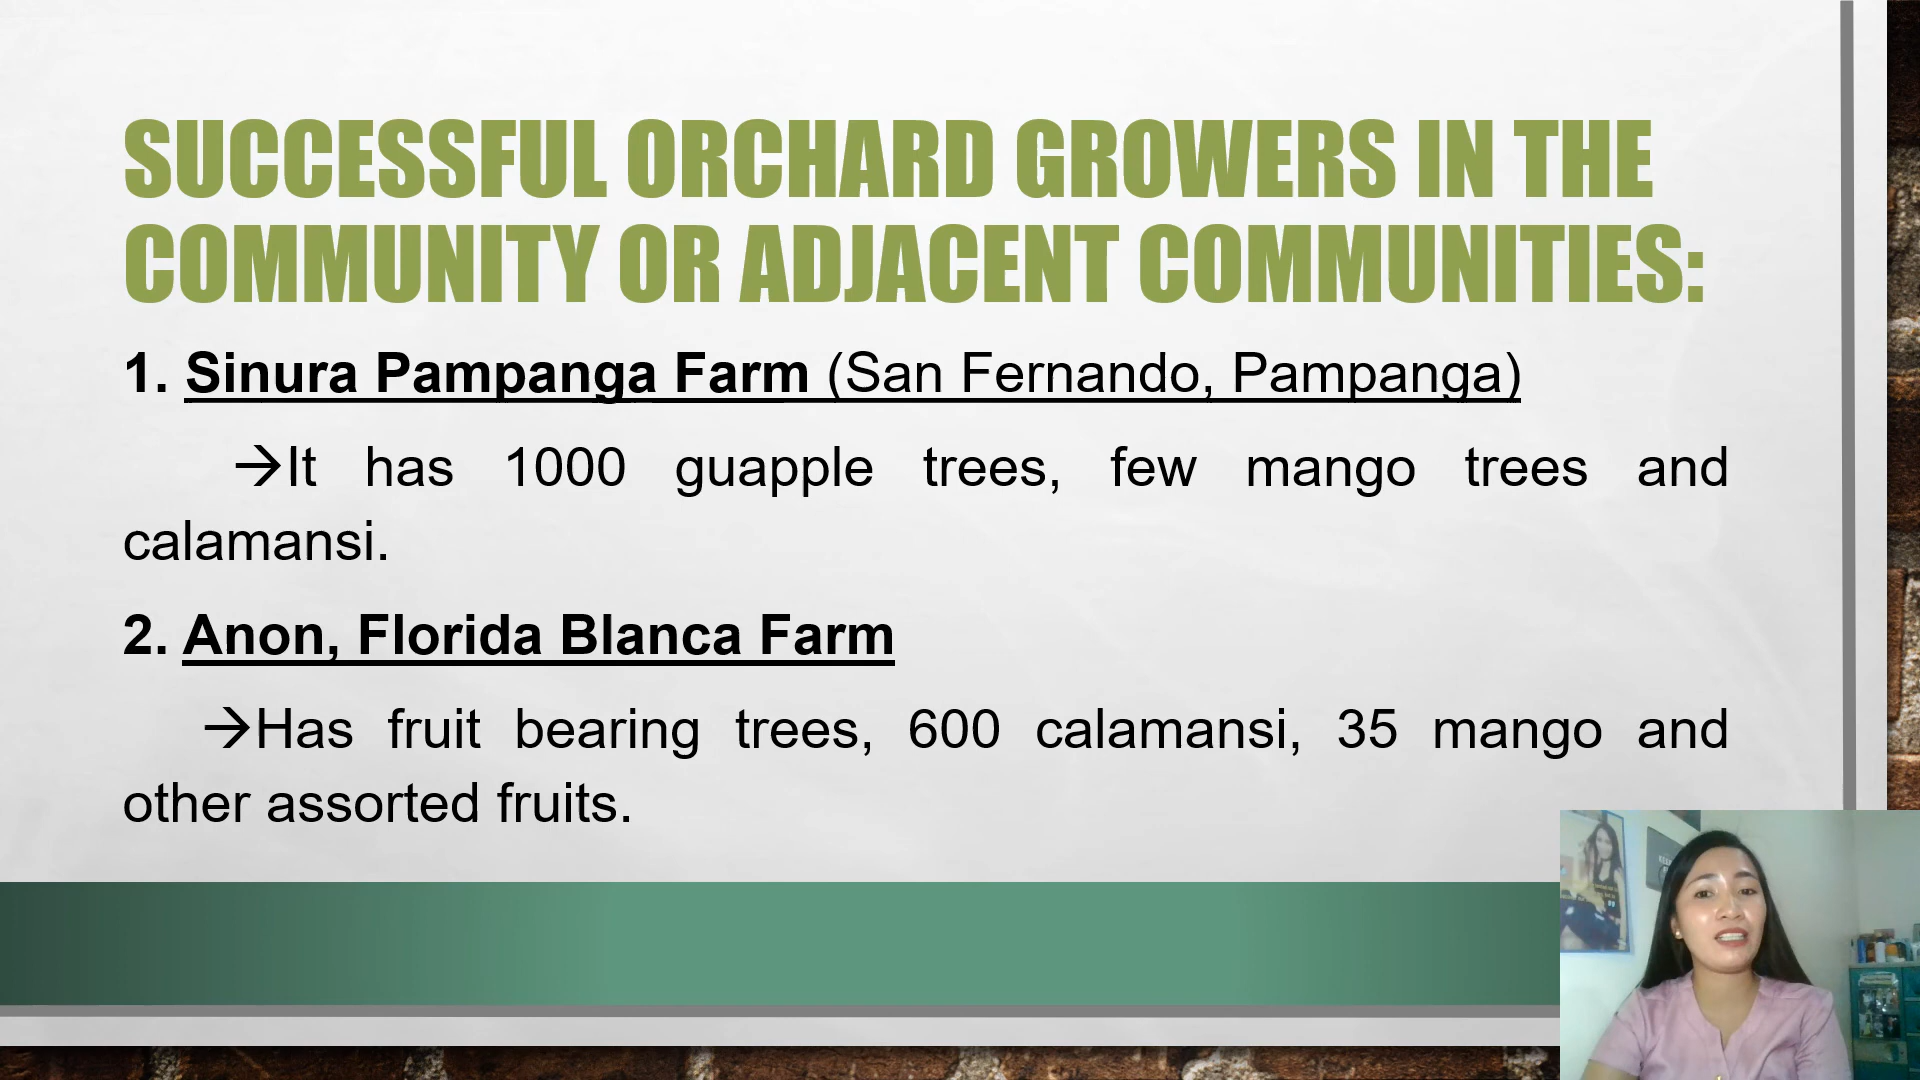 SUCCESSFUL ORCHARD GROWERS IN THE
COMMUNITY OR ADJACENT COMMUNITIES:
1. Sinura Pampanga Farm (San Fernando, Pampanga)
→It has 1000 guapple trees, few mango trees and
calamansi.
2. Anon, Florida Blanca Farm
→Has fruit bearing trees, 600 calamansi, 35 mango and
other assorted fruits.